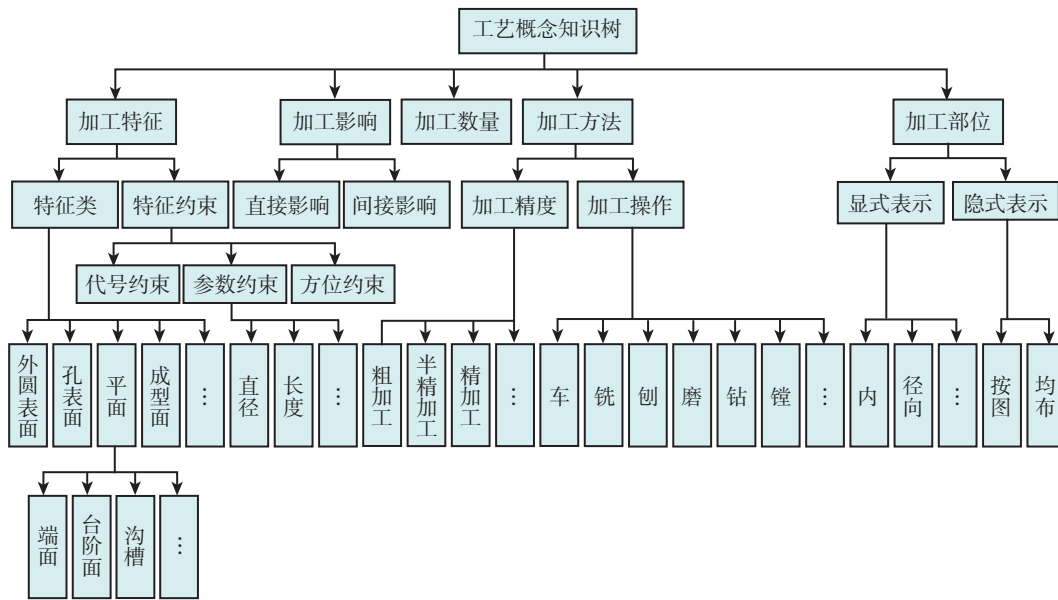 工艺概念知识树
加工特征
加工影响
加工数量
加工方法
加工部位
特征类
特征约束
直接影响
间接影响
加工精度
加工操作
显式表示
隐式表示
代号约束
参数约束
方位约束
外圆表面
孔表面
平面
成型面
…
直径
长度
…
粗加工
半精加工
精加工
…
车
铣
刨
磨
钻
镗
…
内
径向
…
按图
均布
端面
台阶面
沟槽
…